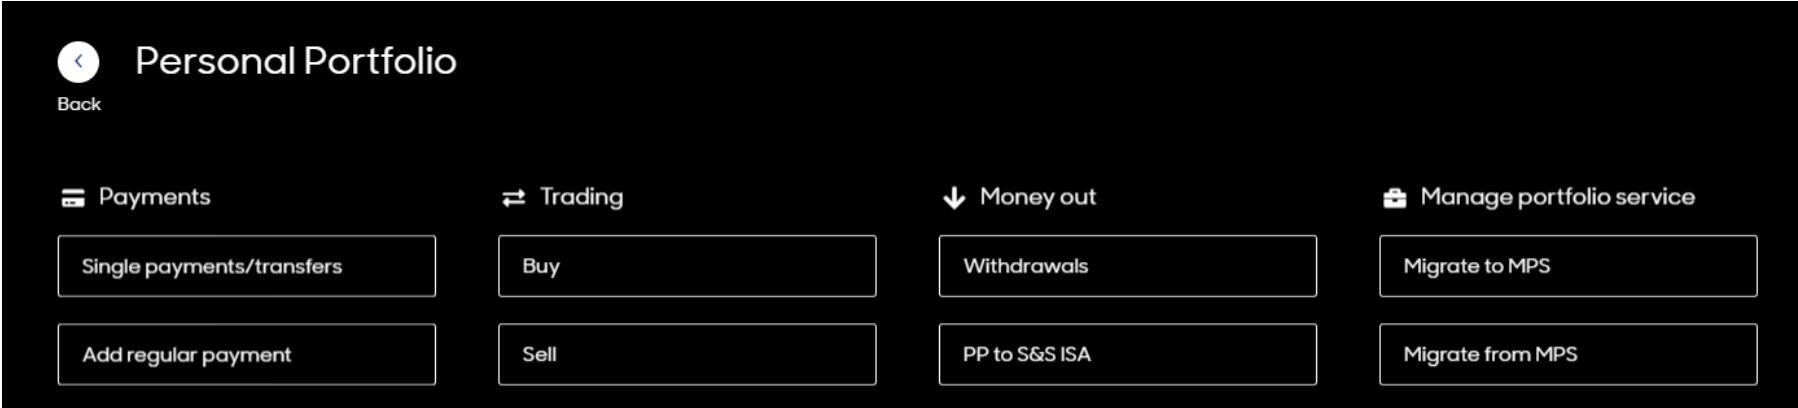 Personal Portfolio
Back
Payments
Single payments/transfers
Add regular payment
Trading
Buy
Sell
Money out
Withdrawals
PP to S&S ISA
Manage portfolio service
Migrate to MPS
Migrate from MPS